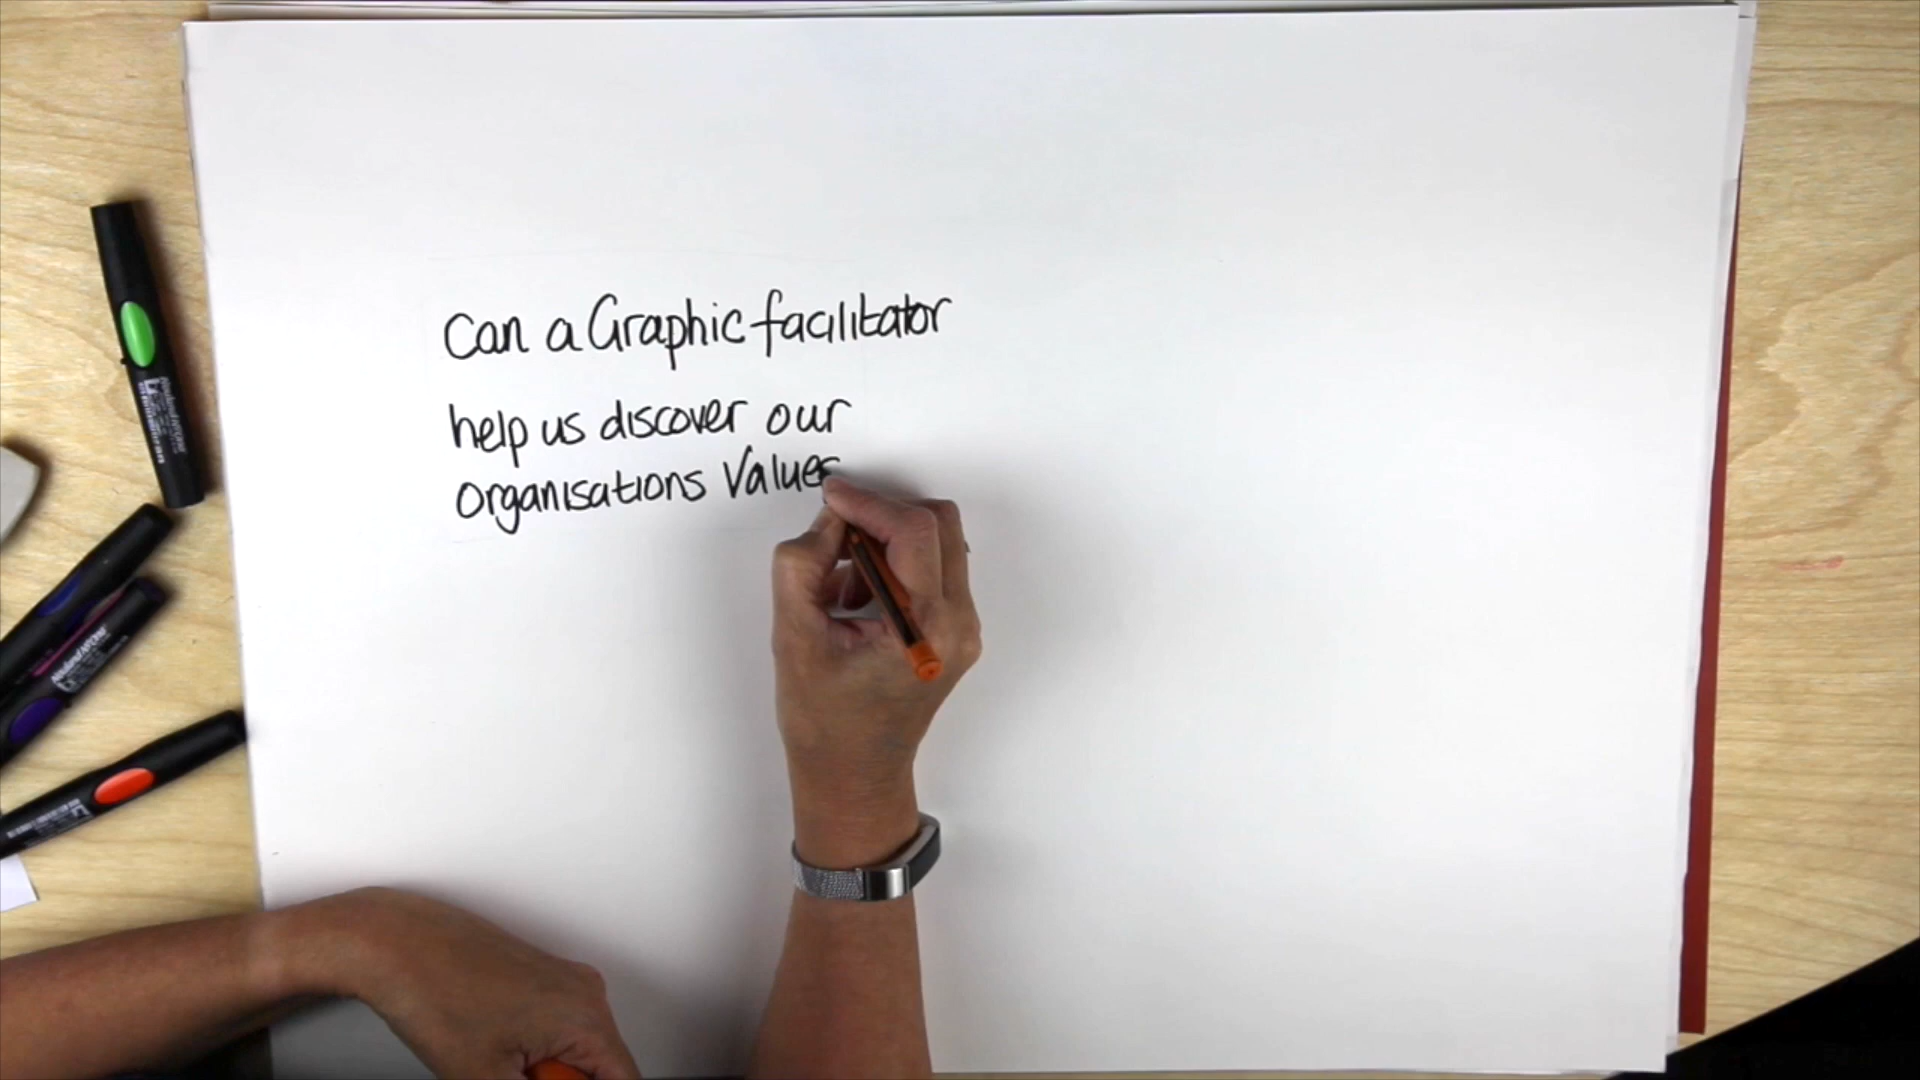 Can a Graphic facilitator
help us discover our
organisations Values